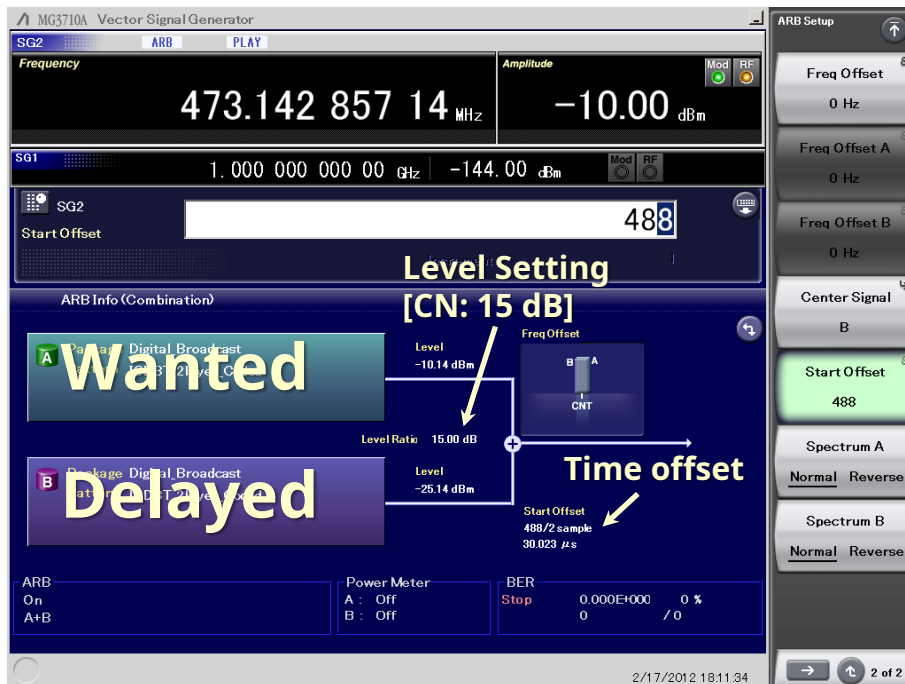 MG3710A Vector Signal Generator
SG2 ARB PLAY
Frequency
473.142 857 14 MHz
Amplitude
Mod RF
-10.00 dBm
SG1
1.000 000 000 00 GHz -144.00 dBm
Mod RF
SG2
Start Offset
488
1
Level Setting
[CN: 15 dB]
ARB Info (Combination)
A Package Digital_Broadcast
Wanted
Level
-10.14 dBm
Freq Offset
B A
CNT
Level Ratio 15.00 dB
B Package Digital_Broadcast
Delayed
Level
-25.14 dBm
Time offset
Start Offset
488/2 sample
30.023 μs
ARB
On
A+B
Power Meter
A : Off
B : Off
BER
Stop 0.000E+000 0 %
0 / 0
2/17/2012 18:11:34
ARB Setup
Freq Offset
0 Hz
Freq Offset A
0 Hz
Freq Offset B
0 Hz
Center Signal
B
Start Offset
488
Spectrum A
Normal Reverse
Spectrum B
Normal Reverse
2 of 2